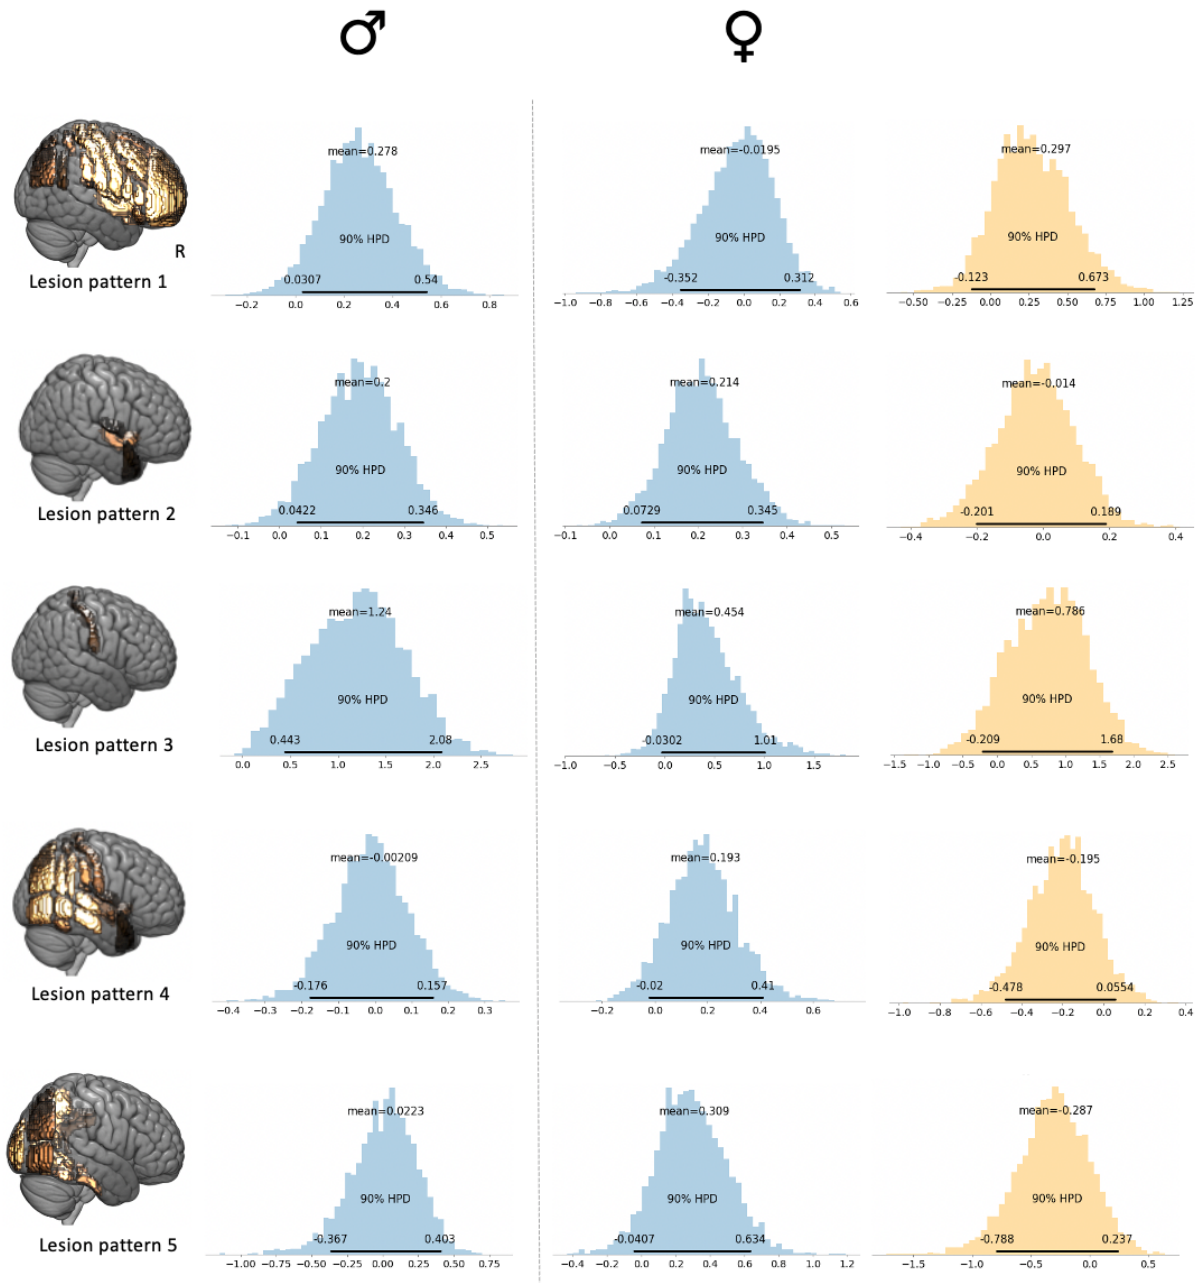 ♂ ♀
mean=0.278 mean=-0.0195 mean=0.297
90% HPD 90% HPD 90% HPD
R
0.0307 0.54 -0.352 0.312 -0.123 0.673
Lesion pattern 1
−0.2 0.0 0.2 0.4 0.6 0.8 −1.0 −0.8 −0.6 −0.4 −0.2 0.0 0.2 0.4 0.6 −0.50 −0.25 0.00 0.25 0.50 0.75 1.00 1.25
mean=0.2 mean=0.214 mean=-0.014
90% HPD 90% HPD 90% HPD
0.0422 0.346 0.0729 0.345 -0.201 0.189
Lesion pattern 2
−0.1 0.0 0.1 0.2 0.3 0.4 0.5 −0.1 0.0 0.1 0.2 0.3 0.4 0.5 −0.4 −0.2 0.0 0.2 0.4
mean=1.24 mean=0.454 mean=0.786
90% HPD 90% HPD 90% HPD
0.443 2.08 -0.0302 1.01 -0.209 1.68
Lesion pattern 3
0.0 0.5 1.0 1.5 2.0 2.5 −1.0 −0.5 0.0 0.5 1.0 1.5 −1.5 −1.0 −0.5 0.0 0.5 1.0 1.5 2.0 2.5
mean=-0.00209 mean=0.193 mean=-0.195
90% HPD 90% HPD 90% HPD
-0.176 0.157 -0.02 0.41 -0.478 0.0554
Lesion pattern 4
−0.4 −0.3 −0.2 −0.1 0.0 0.1 0.2 0.3 −0.2 0.0 0.2 0.4 0.6 −1.0 −0.8 −0.6 −0.4 −0.2 0.0 0.2 0.4
mean=0.0223 mean=0.309 mean=-0.287
90% HPD 90% HPD 90% HPD
-0.367 0.403 -0.0407 0.634 -0.788 0.237
Lesion pattern 5
−1.00 −0.75 −0.50 −0.25 0.00 0.25 0.50 0.75 −0.4 −0.2 0.0 0.2 0.4 0.6 0.8 1.0 1.2 −1.5 −1.0 −0.5 0.0 0.5